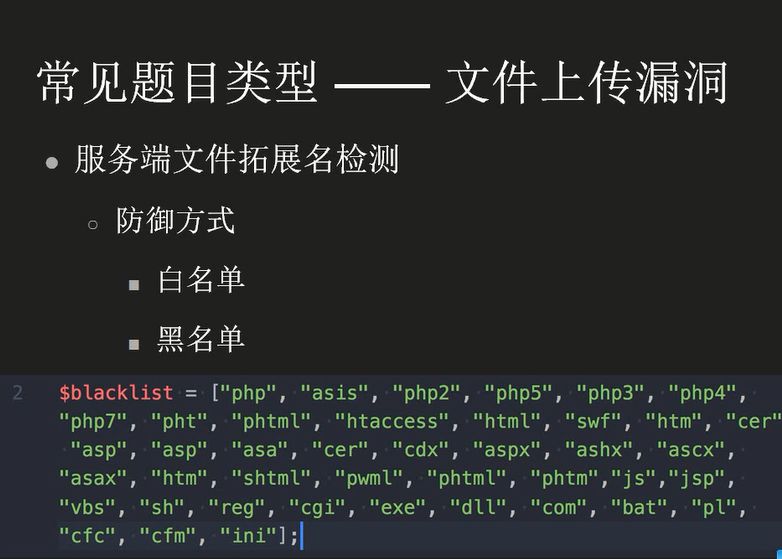 常见题目类型 —— 文件上传漏洞
服务端文件拓展名检测
防御方式
白名单
黑名单
2 $blacklist = ["php", "asis", "php2", "php5", "php3", "php4",
"php7", "pht", "phtml", "htaccess", "html", "swf", "htm", "cer"
"asp", "asp", "asa", "cer", "cdx", "aspx", "ashx", "ascx",
"asax", "htm", "shtml", "pwml", "phtml", "phtm","js","jsp",
"vbs", "sh", "reg", "cgi", "exe", "dll", "com", "bat", "pl",
"cfc", "cfm", "ini"];